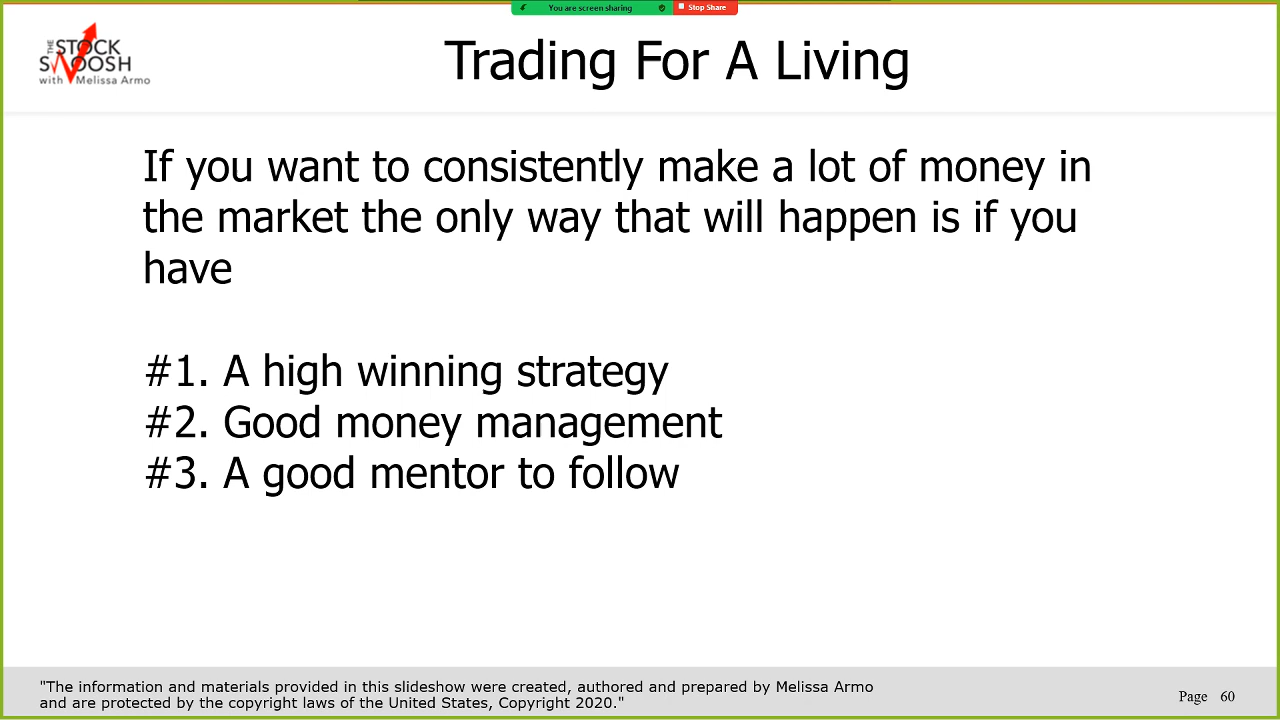 You are screen sharing
Stop Share
THE STOCK
SWOOSH
with Melissa Armo
Trading For A Living
If you want to consistently make a lot of money in
the market the only way that will happen is if you
have
#1. A high winning strategy
#2. Good money management
#3. A good mentor to follow
"The information and materials provided in this slideshow were created, authored and prepared by Melissa Armo
and are protected by the copyright laws of the United States, Copyright 2020."
Page 60